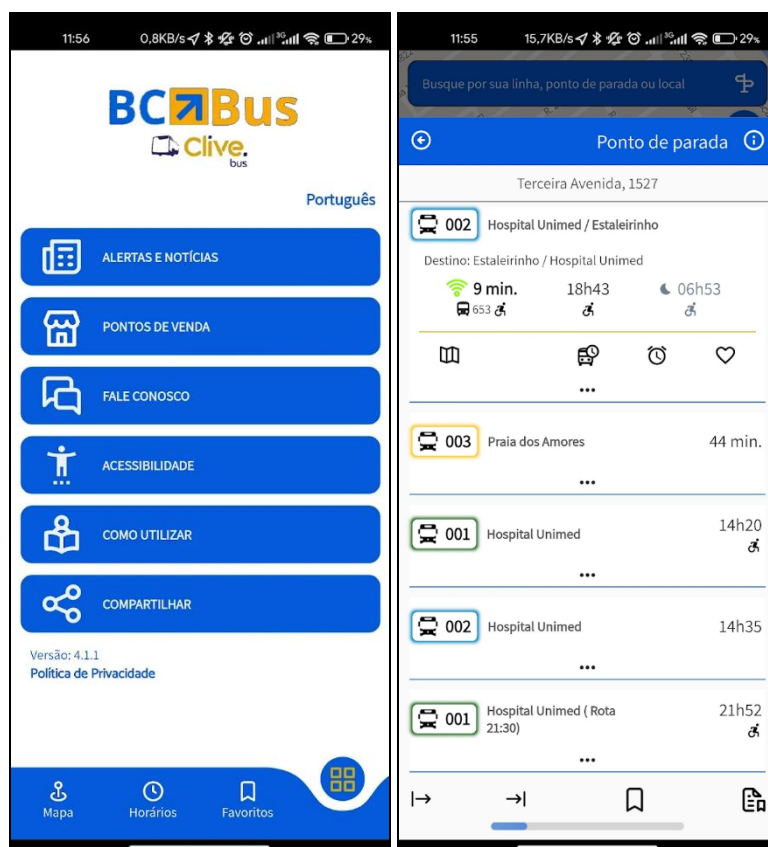 11:56 0,8KB/s 3G 29%
BC Bus
Clive.
bus
Português
ALERTAS E NOTÍCIAS
PONTOS DE VENDA
FALE CONOSCO
ACESSIBILIDADE
COMO UTILIZAR
COMPARTILHAR
Versão: 4.1.1
Política de Privacidade
Mapa Horários Favoritos
11:55 15,7KB/s 3G 29%
Busque por sua linha, ponto de parada ou local
Ponto de parada
Terceira Avenida, 1527
002 Hospital Unimed / Estaleirinho
Destino: Estaleirinho / Hospital Unimed
9 min. 18h43 06h53
653
003 Praia dos Amores 44 min.
001 Hospital Unimed 14h20
002 Hospital Unimed 14h35
001 Hospital Unimed ( Rota 21h52
21:30)